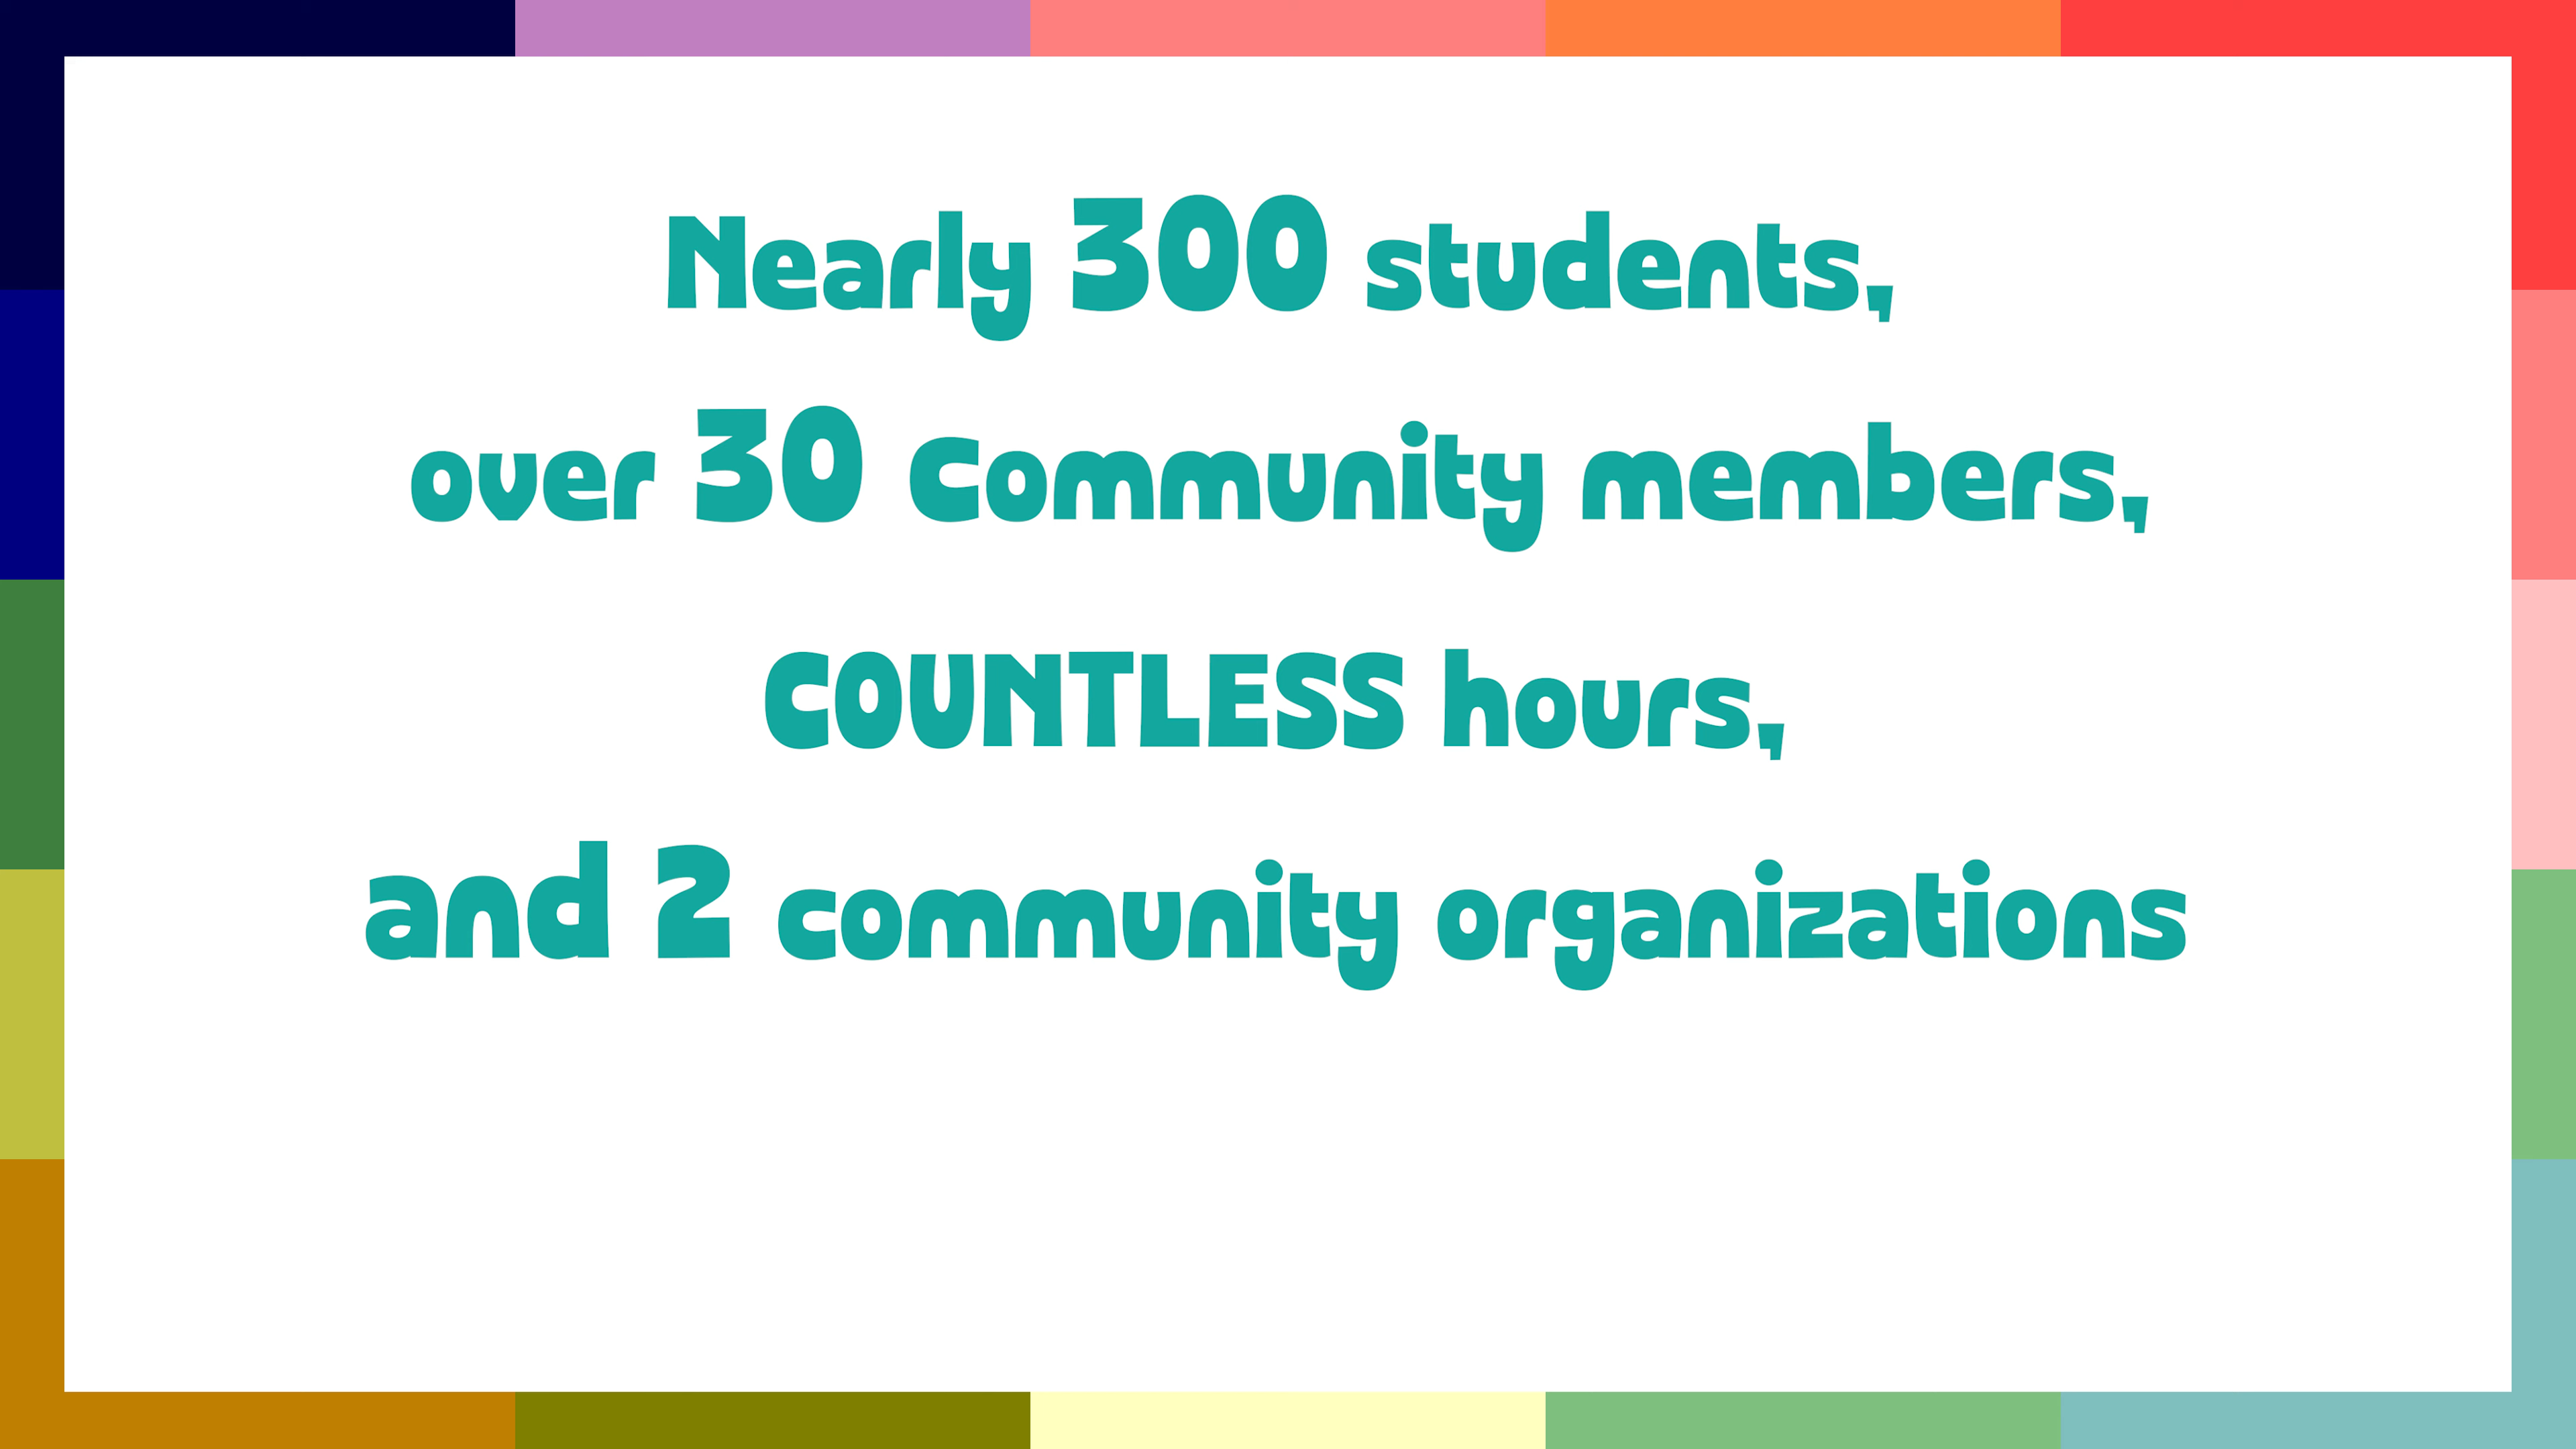 Nearly 300 students,
over 30 Community members,
COUNTLESS hours,
and 2 community organizations